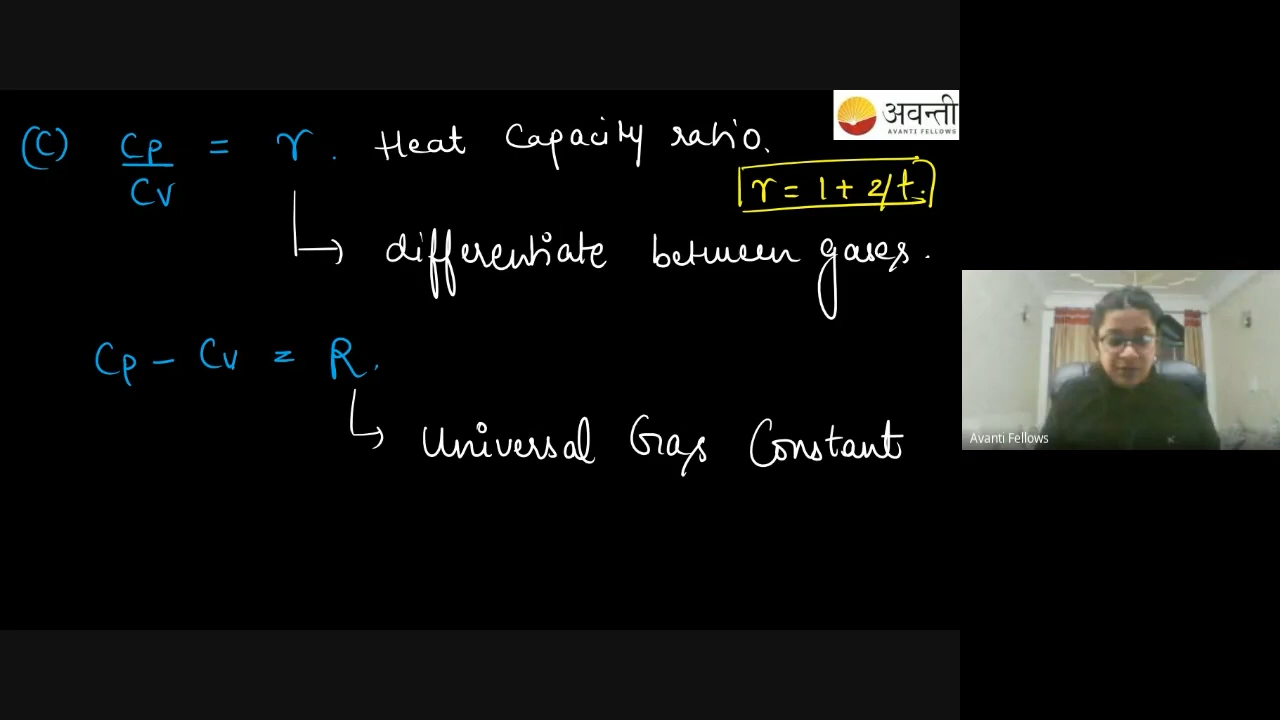 अवन्ती
AVANTI FELLOWS
(C) Cp/Cv = γ. Heat Capacity ratio.
γ = 1 + 2/f.
differentiate between gases.
Cp - Cv = R.
Universal Gas Constant
Avanti Fellows